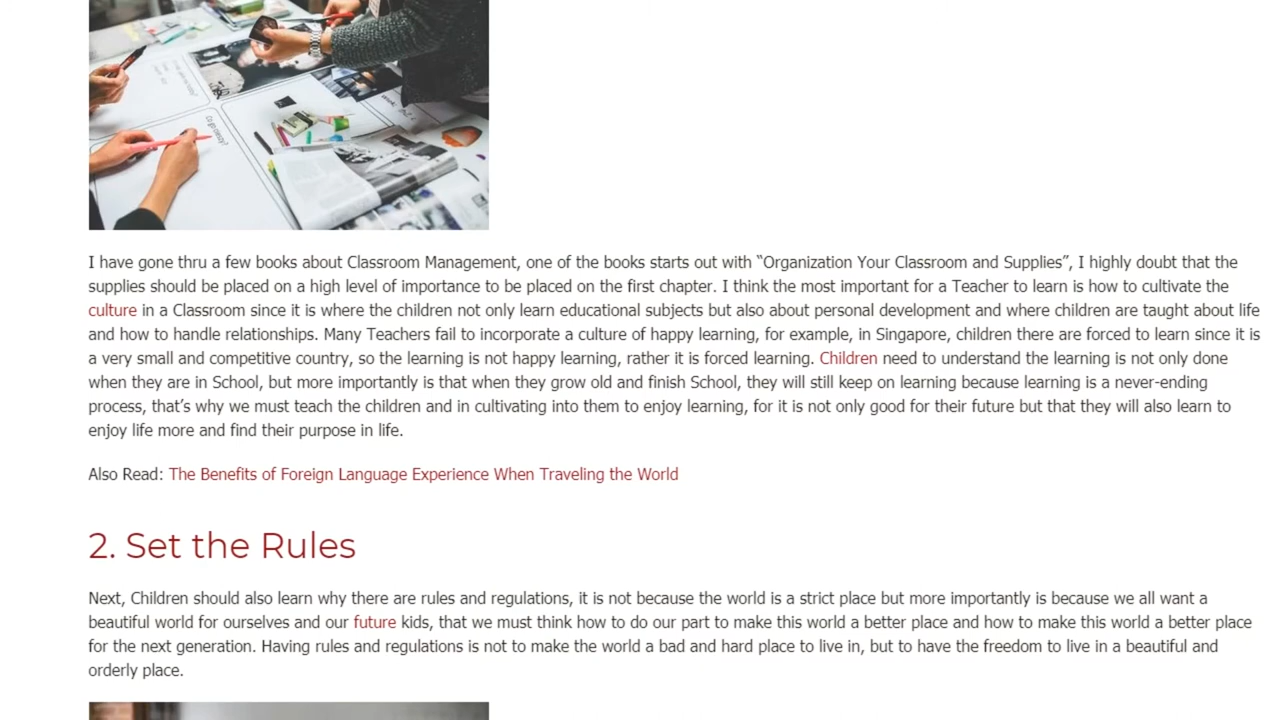 I have gone thru a few books about Classroom Management, one of the books starts out with “Organization Your Classroom and Supplies”, I highly doubt that the
supplies should be placed on a high level of importance to be placed on the first chapter. I think the most important for a Teacher to learn is how to cultivate the
culture in a Classroom since it is where the children not only learn educational subjects but also about personal development and where children are taught about life
and how to handle relationships. Many Teachers fail to incorporate a culture of happy learning, for example, in Singapore, children there are forced to learn since it is
a very small and competitive country, so the learning is not happy learning, rather it is forced learning. Children need to understand the learning is not only done
when they are in School, but more importantly is that when they grow old and finish School, they will still keep on learning because learning is a never-ending
process, that’s why we must teach the children and in cultivating into them to enjoy learning, for it is not only good for their future but that they will also learn to
enjoy life more and find their purpose in life.
Also Read: The Benefits of Foreign Language Experience When Traveling the World
2. Set the Rules
Next, Children should also learn why there are rules and regulations, it is not because the world is a strict place but more importantly is because we all want a
beautiful world for ourselves and our future kids, that we must think how to do our part to make this world a better place and how to make this world a better place
for the next generation. Having rules and regulations is not to make the world a bad and hard place to live in, but to have the freedom to live in a beautiful and
orderly place.